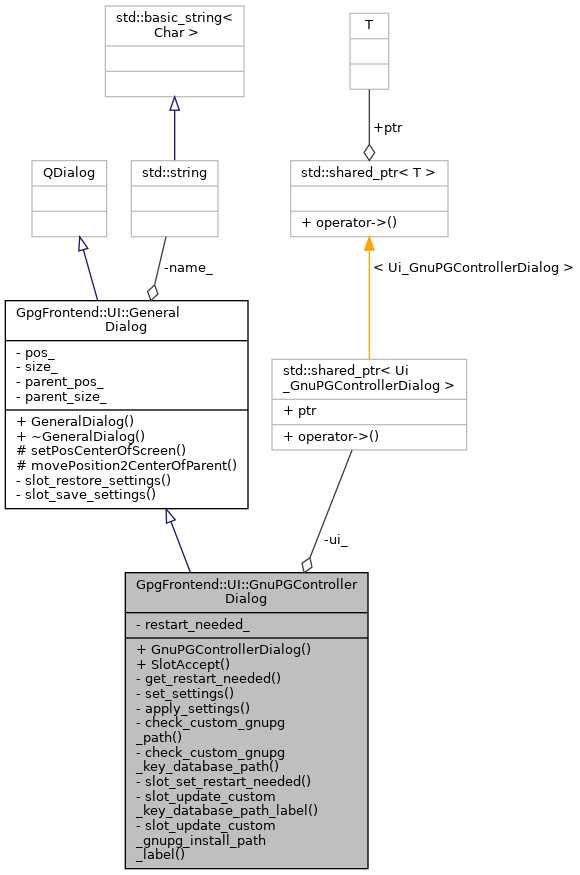 std::basic_string<
Char >
T
+ptr
QDialog
std::string
std::shared_ptr< T >
+ operator->()
-name_
< Ui_GnuPGControllerDialog >
GpgFrontend::UI::General
Dialog
- pos_
- size_
- parent_pos_
- parent_size_
+ GeneralDialog()
+ ~GeneralDialog()
# setPosCenterOfScreen()
# movePosition2CenterOfParent()
- slot_restore_settings()
- slot_save_settings()
std::shared_ptr< Ui
_GnuPGControllerDialog >
+ ptr
+ operator->()
-ui_
GpgFrontend::UI::GnuPGController
Dialog
- restart_needed_
+ GnuPGControllerDialog()
+ SlotAccept()
- get_restart_needed()
- set_settings()
- apply_settings()
- check_custom_gnupg
_path()
- check_custom_gnupg
_key_database_path()
- slot_set_restart_needed()
- slot_update_custom
_key_database_path_label()
- slot_update_custom
_gnupg_install_path
_label()